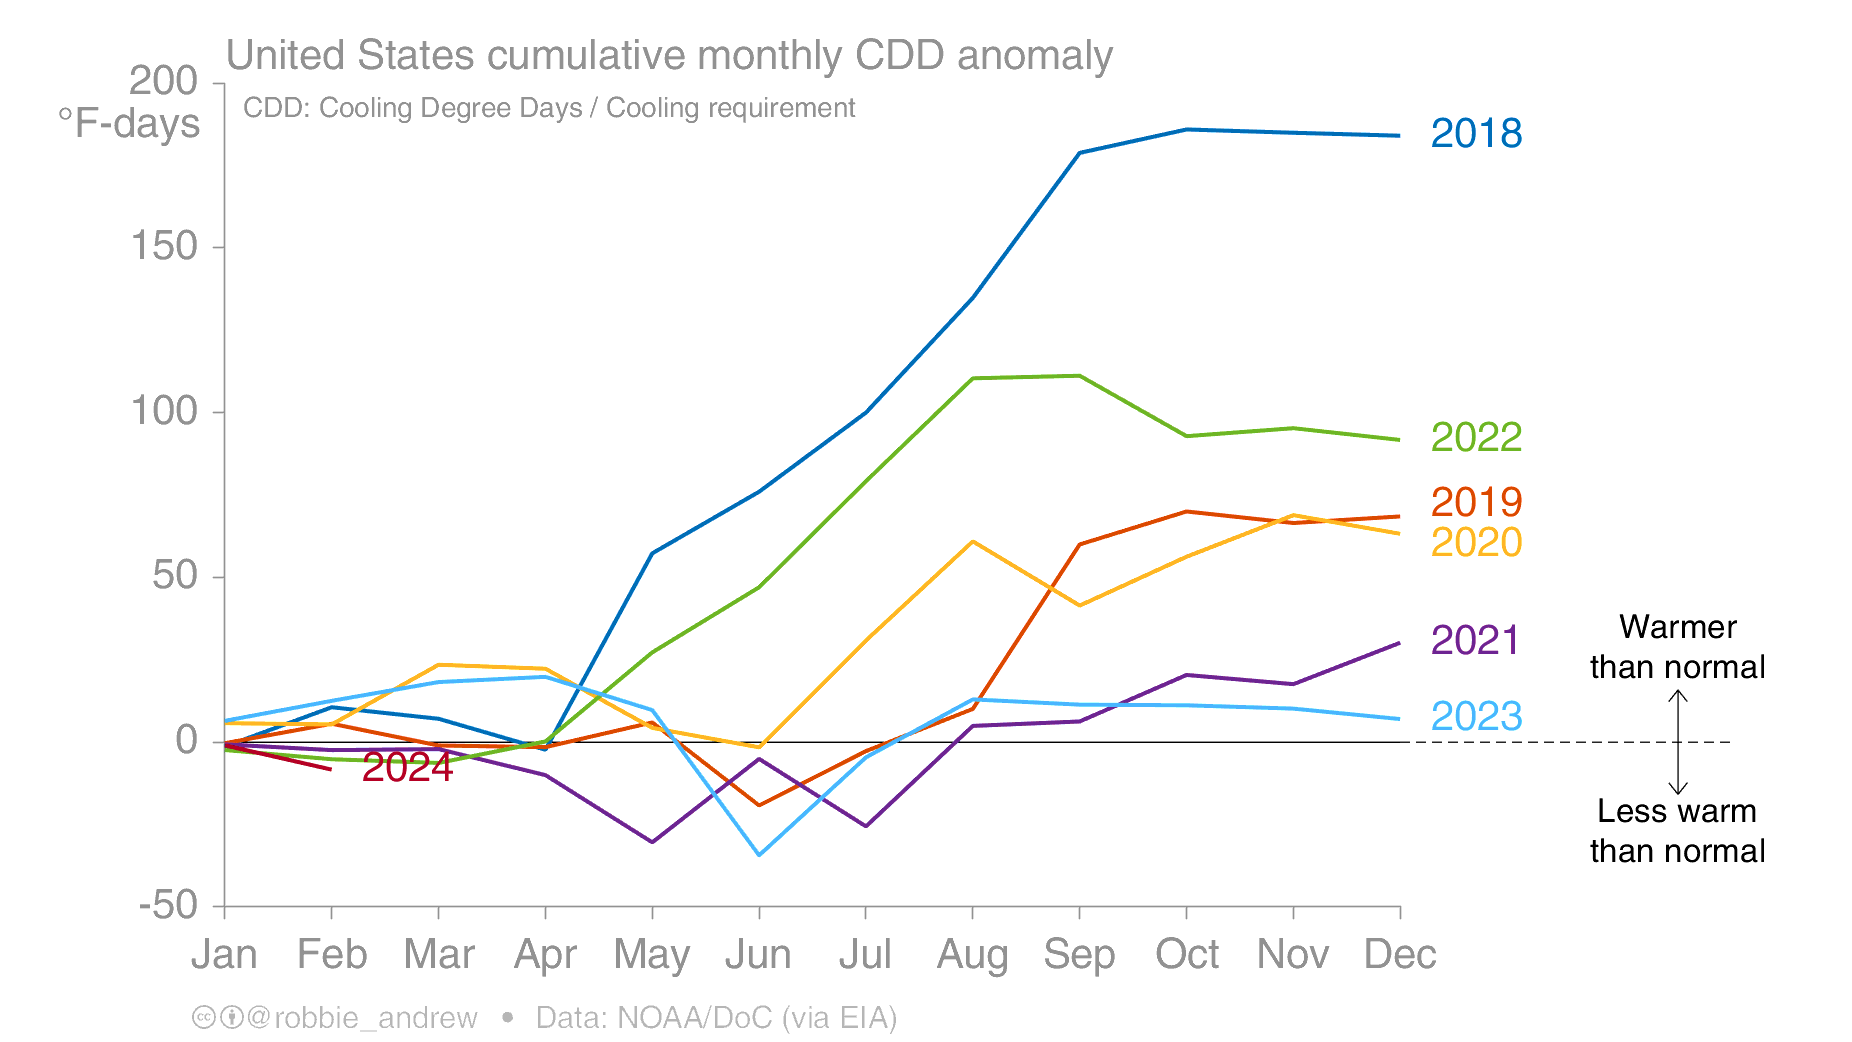 United States cumulative monthly CDD anomaly
200
°F-days
CDD: Cooling Degree Days / Cooling requirement
2018
150
100
2022
2019
2020
50
Warmer
than normal
2021
2023
0
2024
Less warm
than normal
-50
Jan Feb Mar Apr May Jun Jul Aug Sep Oct Nov Dec
cc @robbie_andrew • Data: NOAA/DoC (via EIA)